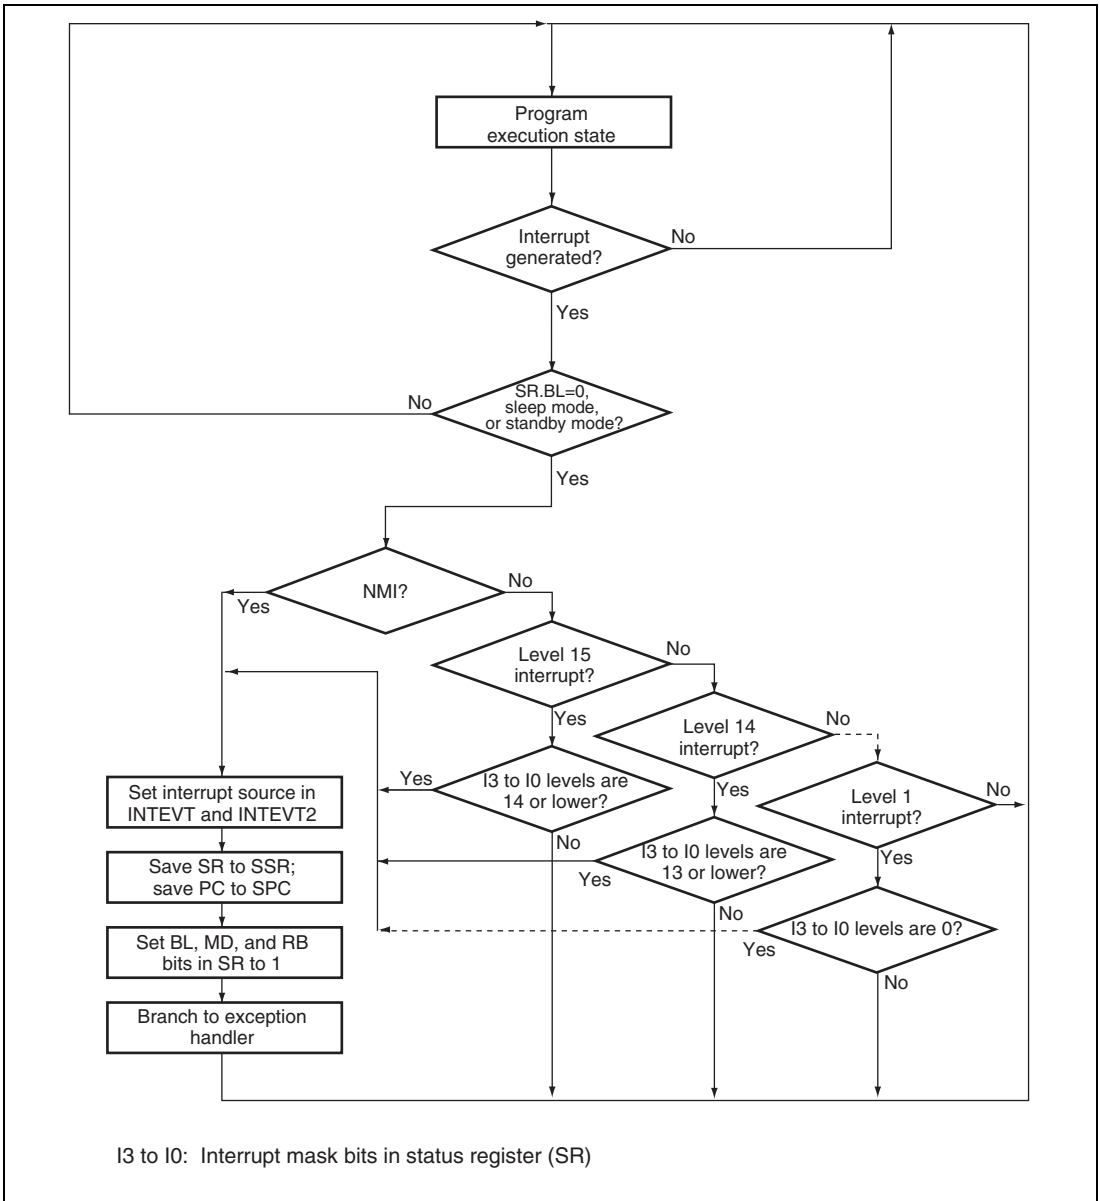 Program
execution state
Interrupt
generated?
No
Yes
SR.BL=0,
sleep mode,
or standby mode?
No
Yes
NMI?
No
Yes
Level 15
interrupt?
No
Yes
Level 14
interrupt?
No
Yes
I3 to I0 levels are
14 or lower?
Yes
No
Level 1
interrupt?
No
Yes
I3 to I0 levels are
13 or lower?
Yes
No
I3 to I0 levels are 0?
Yes
No
Set interrupt source in
INTEVT and INTEVT2
Save SR to SSR;
save PC to SPC
Set BL, MD, and RB
bits in SR to 1
Branch to exception
handler
I3 to I0: Interrupt mask bits in status register (SR)